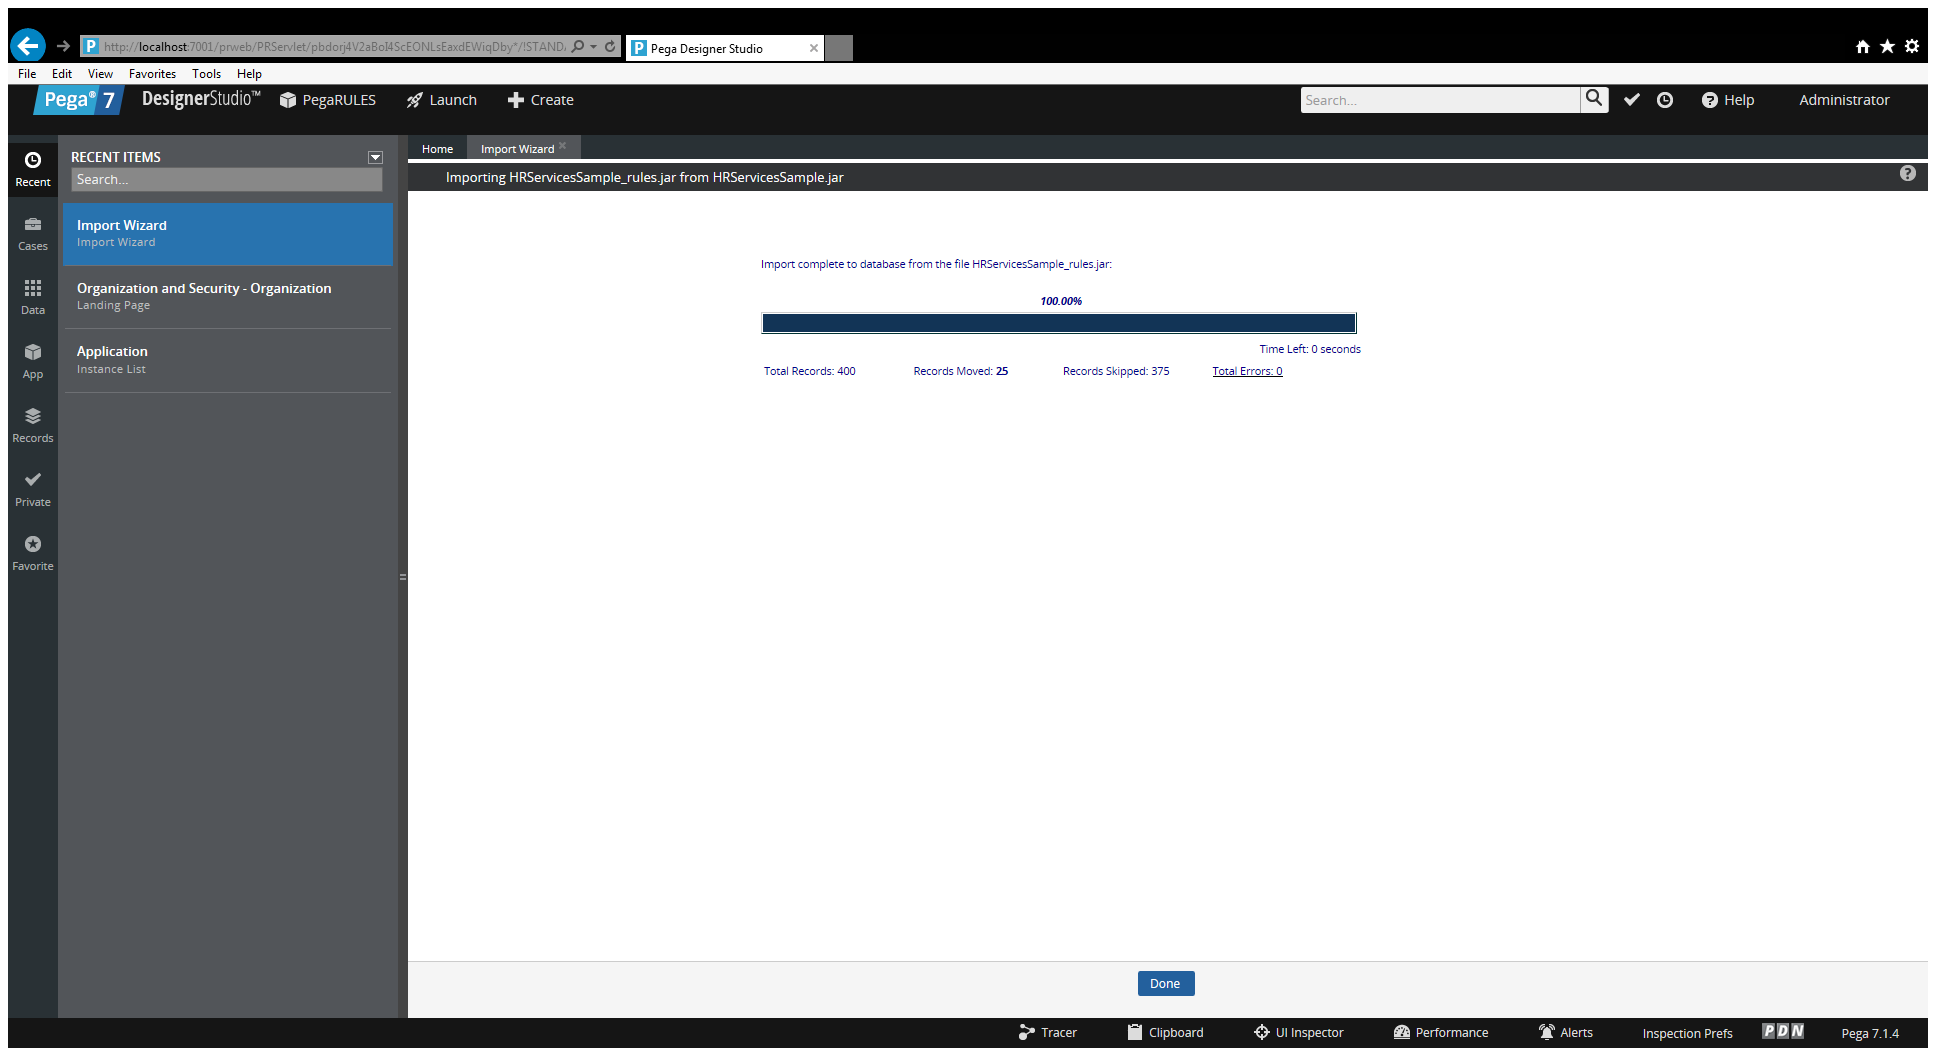 P http://localhost:7001/prweb/PRServlet/pbdorj4V2aBol4ScEONLsEaxdEWiqDby*/!STAND.
P Pega Designer Studio
File Edit View Favorites Tools Help
Pega® 7 DesignerStudio™ PegaRULES Launch Create Search... Help Administrator
Recent
Cases
Data
App
Records
Private
Favorite
RECENT ITEMS
Search...
Import Wizard
Import Wizard
Organization and Security - Organization
Landing Page
Application
Instance List
Home Import Wizard
Importing HRServicesSample_rules.jar from HRServicesSample.jar
Import complete to database from the file HRServicesSample_rules.jar:
100.00%
Time Left: 0 seconds
Total Records: 400 Records Moved: 25 Records Skipped: 375 Total Errors: 0
Done
Tracer Clipboard UI Inspector Performance Alerts Inspection Prefs PDN Pega 7.1.4